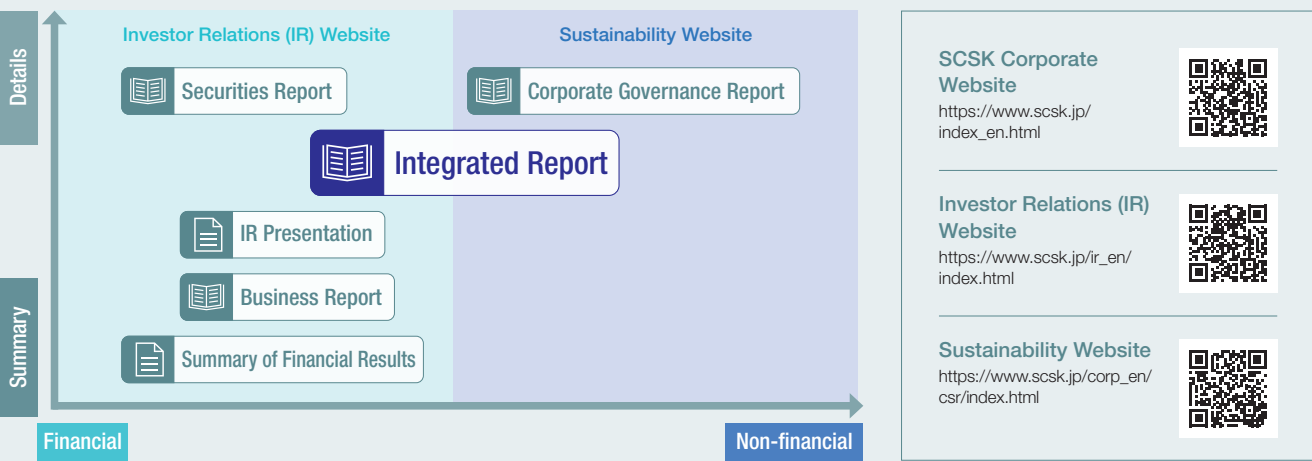 Details
Summary
Investor Relations (IR) Website
Sustainability Website
Securities Report
Corporate Governance Report
Integrated Report
IR Presentation
Business Report
Summary of Financial Results
Financial
Non-financial
SCSK Corporate
Website
https://www.scsk.jp/
index_en.html
Investor Relations (IR)
Website
https://www.scsk.jp/ir_en/
index.html
Sustainability Website
https://www.scsk.jp/corp_en/
csr/index.html